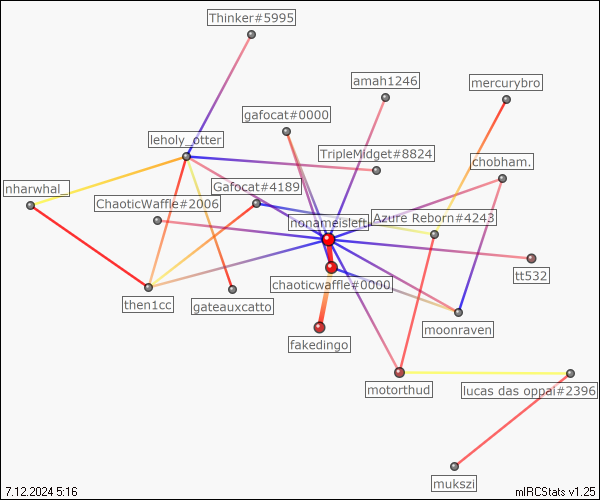 Thinker#5995
amah1246
mercurybro
gafocat#0000
leholy_otter
TripleMidget#8824
chobham.
nharwhal_
Gafocat#4189
ChaoticWaffle#2006
nonameisleft
Azure Reborn#4243
tt532
chaoticwaffle#0000
then1cc
gateauxcatto
moonraven
fakedingo
motorthud
lucas das oppai#2396
mukszi
7.12.2024 5:16
mIRCStats v1.25